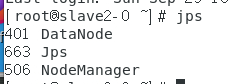 [root@slave2-0 ~]# jps
401 DataNode
663 Jps
506 NodeManager